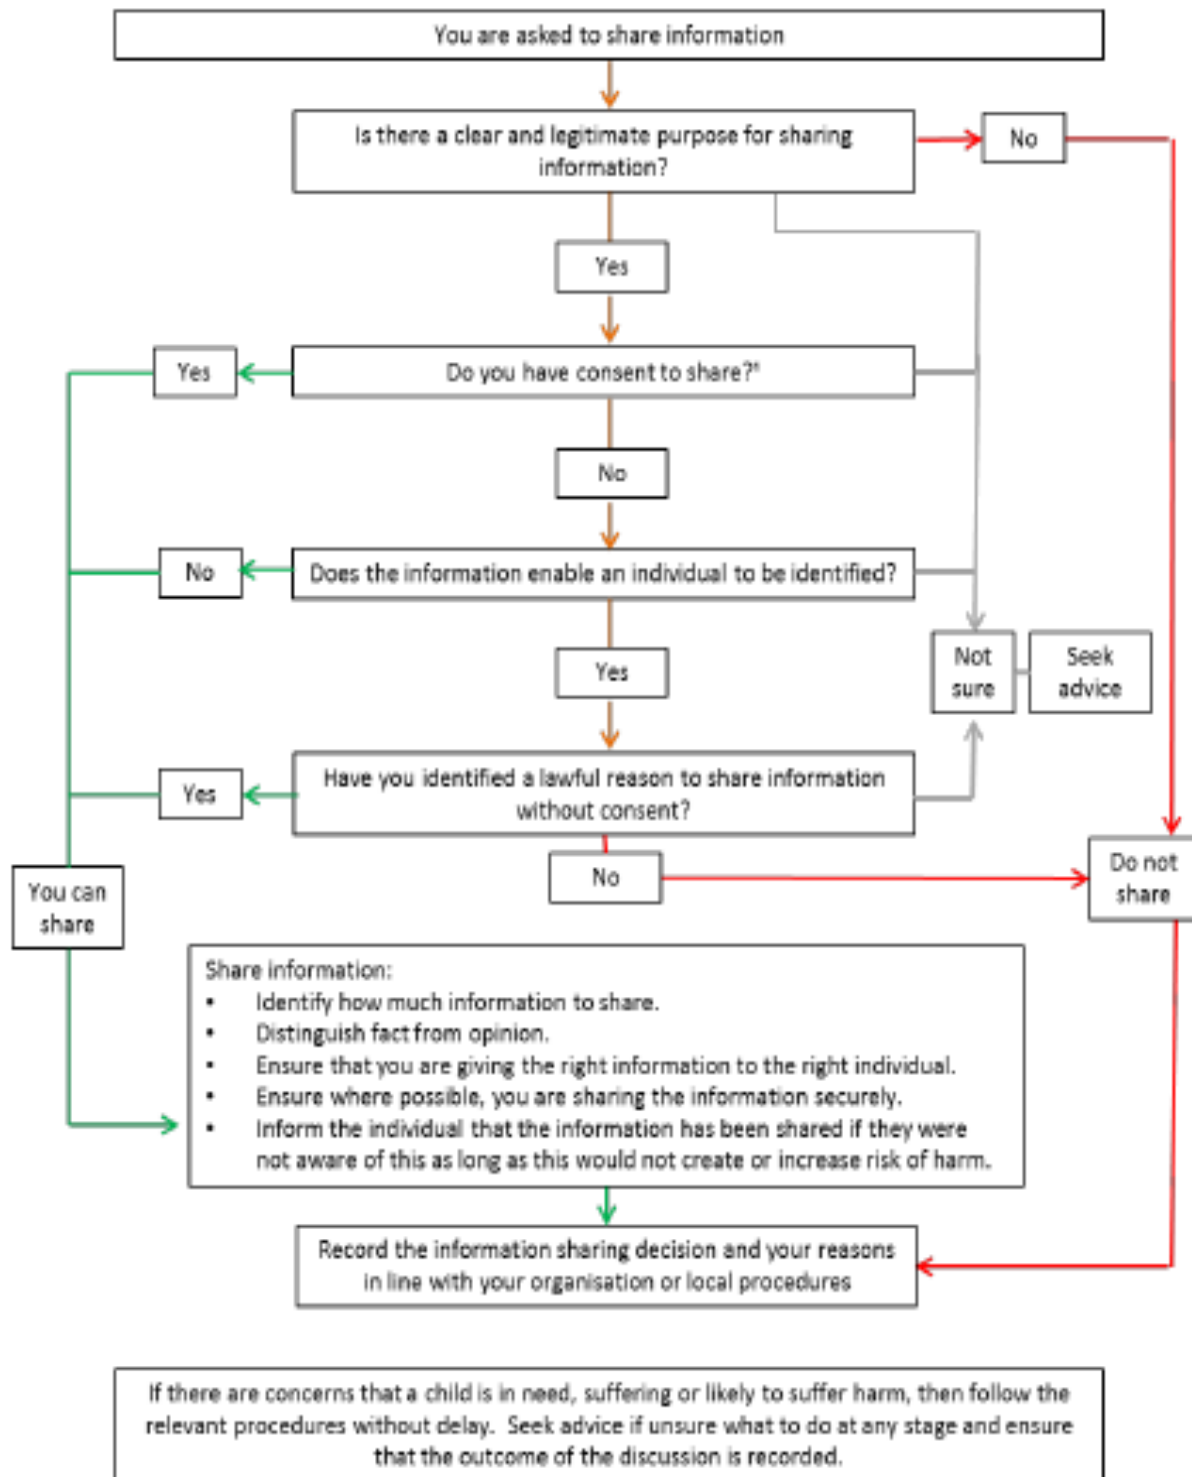 You are asked to share information
Is there a clear and legitimate purpose for sharing
information?
No
Yes
Yes
Do you have consent to share?*
No
No
Does the information enable an individual to be identified?
Yes
Not
sure
Seek
advice
Yes
Have you identified a lawful reason to share information
without consent?
No
Do not
share
You can
share
Share information:
• Identify how much information to share.
• Distinguish fact from opinion.
• Ensure that you are giving the right information to the right individual.
• Ensure where possible, you are sharing the information securely.
• Inform the individual that the information has been shared if they were
not aware of this as long as this would not create or increase risk of harm.
Record the information sharing decision and your reasons
in line with your organisation or local procedures
If there are concerns that a child is in need, suffering or likely to suffer harm, then follow the
relevant procedures without delay. Seek advice if unsure what to do at any stage and ensure
that the outcome of the discussion is recorded.